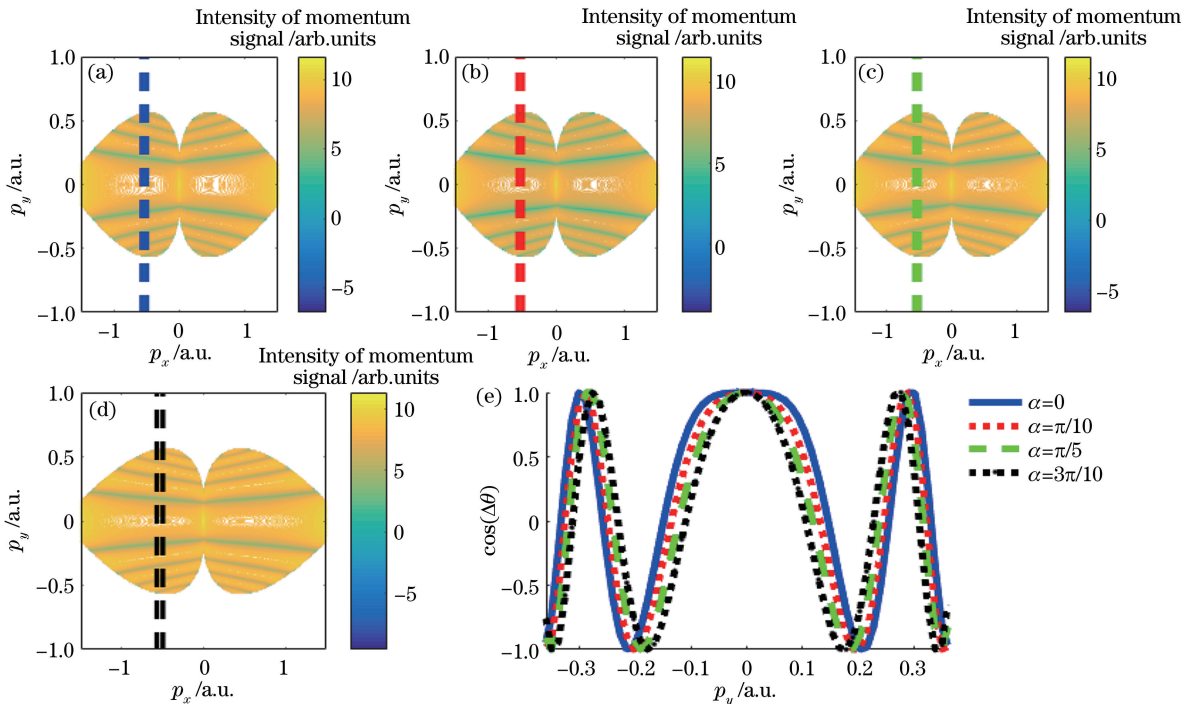 Intensity of momentum
signal /arb.units
(a)
1.0
0.5
0
−0.5
−1.0
p_y /a.u.
−1 0 1
p_x /a.u.
10
5
0
−5
Intensity of momentum
signal /arb.units
(b)
1.0
0.5
0
−0.5
−1.0
p_y /a.u.
−1 0 1
p_x /a.u.
10
5
0
Intensity of momentum
signal /arb.units
(c)
1.0
0.5
0
−0.5
−1.0
p_y /a.u.
−1 0 1
p_x /a.u.
10
5
0
−5
Intensity of momentum
signal /arb.units
(d)
1.0
0.5
0
−0.5
−1.0
p_y /a.u.
−1 0 1
p_x /a.u.
10
5
0
−5
(e)
1.0
0.5
0
−0.5
−1.0
cos(Δθ)
−0.3 −0.2 −0.1 0 0.1 0.2 0.3
p_y /a.u.
α=0
α=π/10
α=π/5
α=3π/10